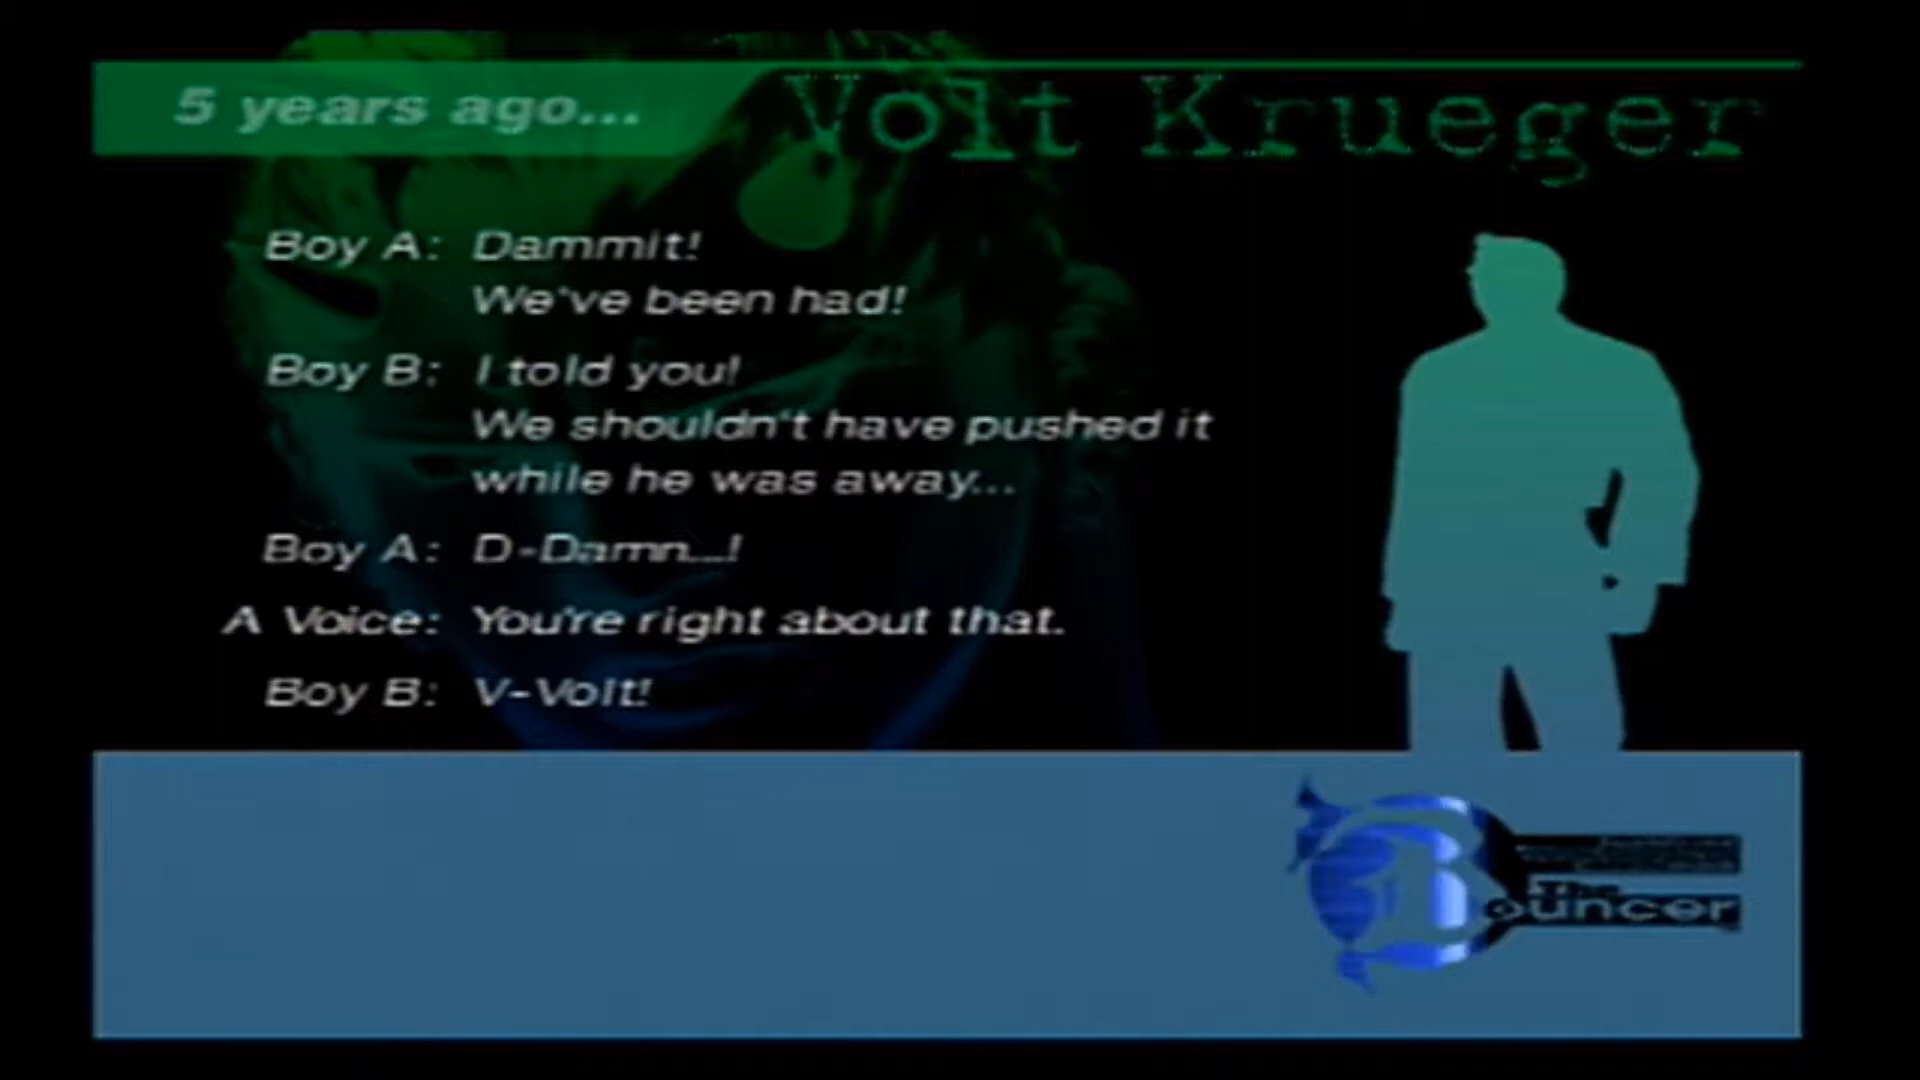 5 years ago...
Volt Krueger
Boy A: Dammit!
We've been had!
Boy B: I told you!
We shouldn't have pushed it
while he was away...
Boy A: D-Damn...!
A Voice: You're right about that.
Boy B: V-Volt!
The
Bouncer